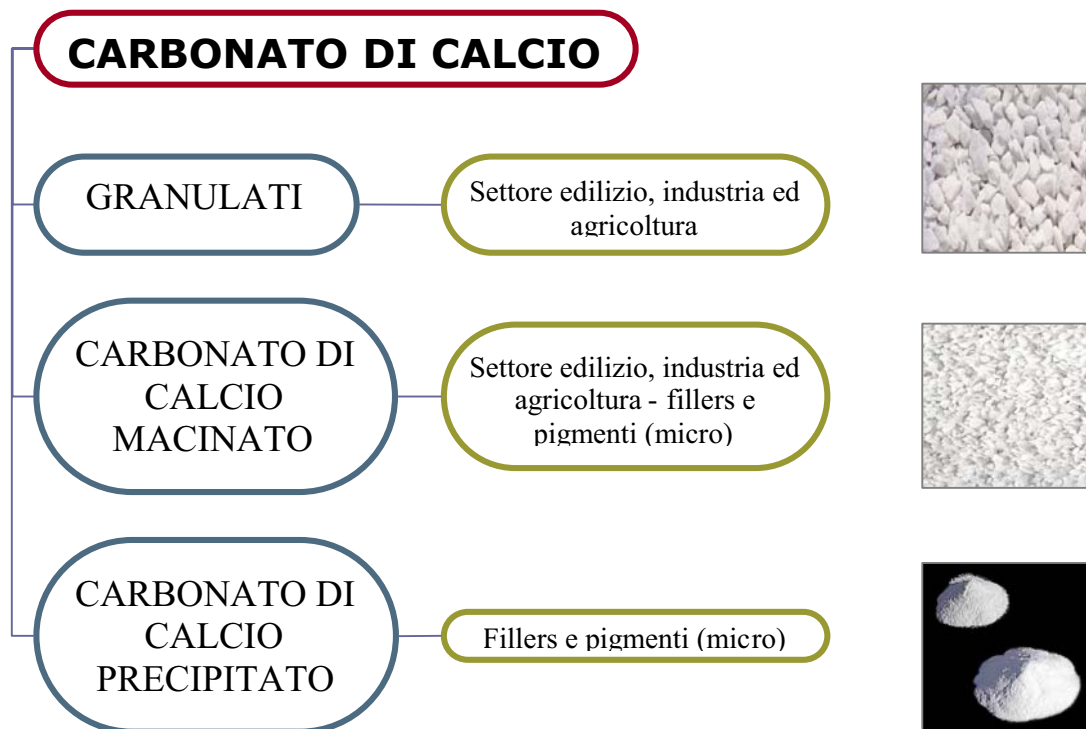 CARBONATO DI CALCIO
GRANULATI
Settore edilizio, industria ed
agricoltura
CARBONATO DI
CALCIO
MACINATO
Settore edilizio, industria ed
agricoltura - fillers e
pigmenti (micro)
CARBONATO DI
CALCIO
PRECIPITATO
Fillers e pigmenti (micro)